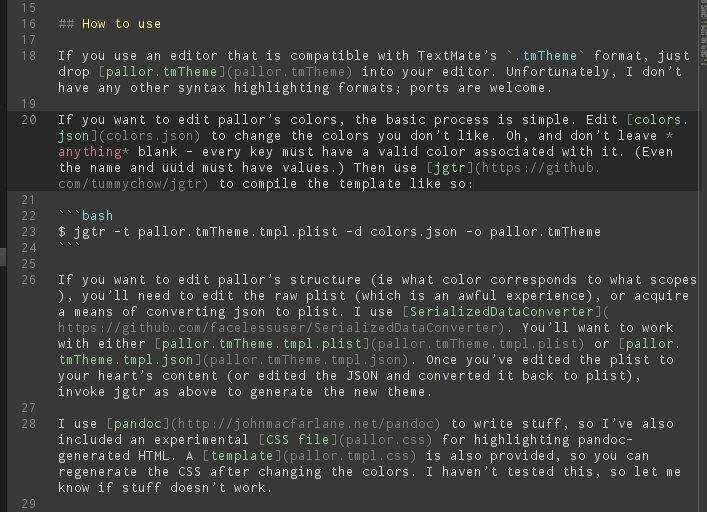 15
16 ## How to use
17
18 If you use an editor that is compatible with TextMate's `.tmTheme` format, just
drop [pallor.tmTheme](pallor.tmTheme) into your editor. Unfortunately, I don't
have any other syntax highlighting formats; ports are welcome.
19
20 If you want to edit pallor's colors, the basic process is simple. Edit [colors.
json](colors.json) to change the colors you don't like. Oh, and don't leave *
anything* blank – every key must have a valid color associated with it. (Even
the name and uuid must have values.) Then use [jgtr](https://github.
com/tummychow/jgtr) to compile the template like so:
21
22 ```bash
23 $ jgtr -t pallor.tmTheme.tmpl.plist -d colors.json -o pallor.tmTheme
24 ```
25
26 If you want to edit pallor's structure (ie what color corresponds to what scopes
), you'll need to edit the raw plist (which is an awful experience), or acquire
a means of converting json to plist. I use [SerializedDataConverter](
https://github.com/facelessuser/SerializedDataConverter). You'll want to work
with either [pallor.tmTheme.tmpl.plist](pallor.tmTheme.tmpl.plist) or [pallor.
tmTheme.tmpl.json](pallor.tmTheme.tmpl.json). Once you've edited the plist to
your heart's content (or edited the JSON and converted it back to plist),
invoke jgtr as above to generate the new theme.
27
28 I use [pandoc](http://johnmacfarlane.net/pandoc) to write stuff, so I've also
included an experimental [CSS file](pallor.css) for highlighting pandoc-
generated HTML. A [template](pallor.tmpl.css) is also provided, so you can
regenerate the CSS after changing the colors. I haven't tested this, so let me
know if stuff doesn't work.
29